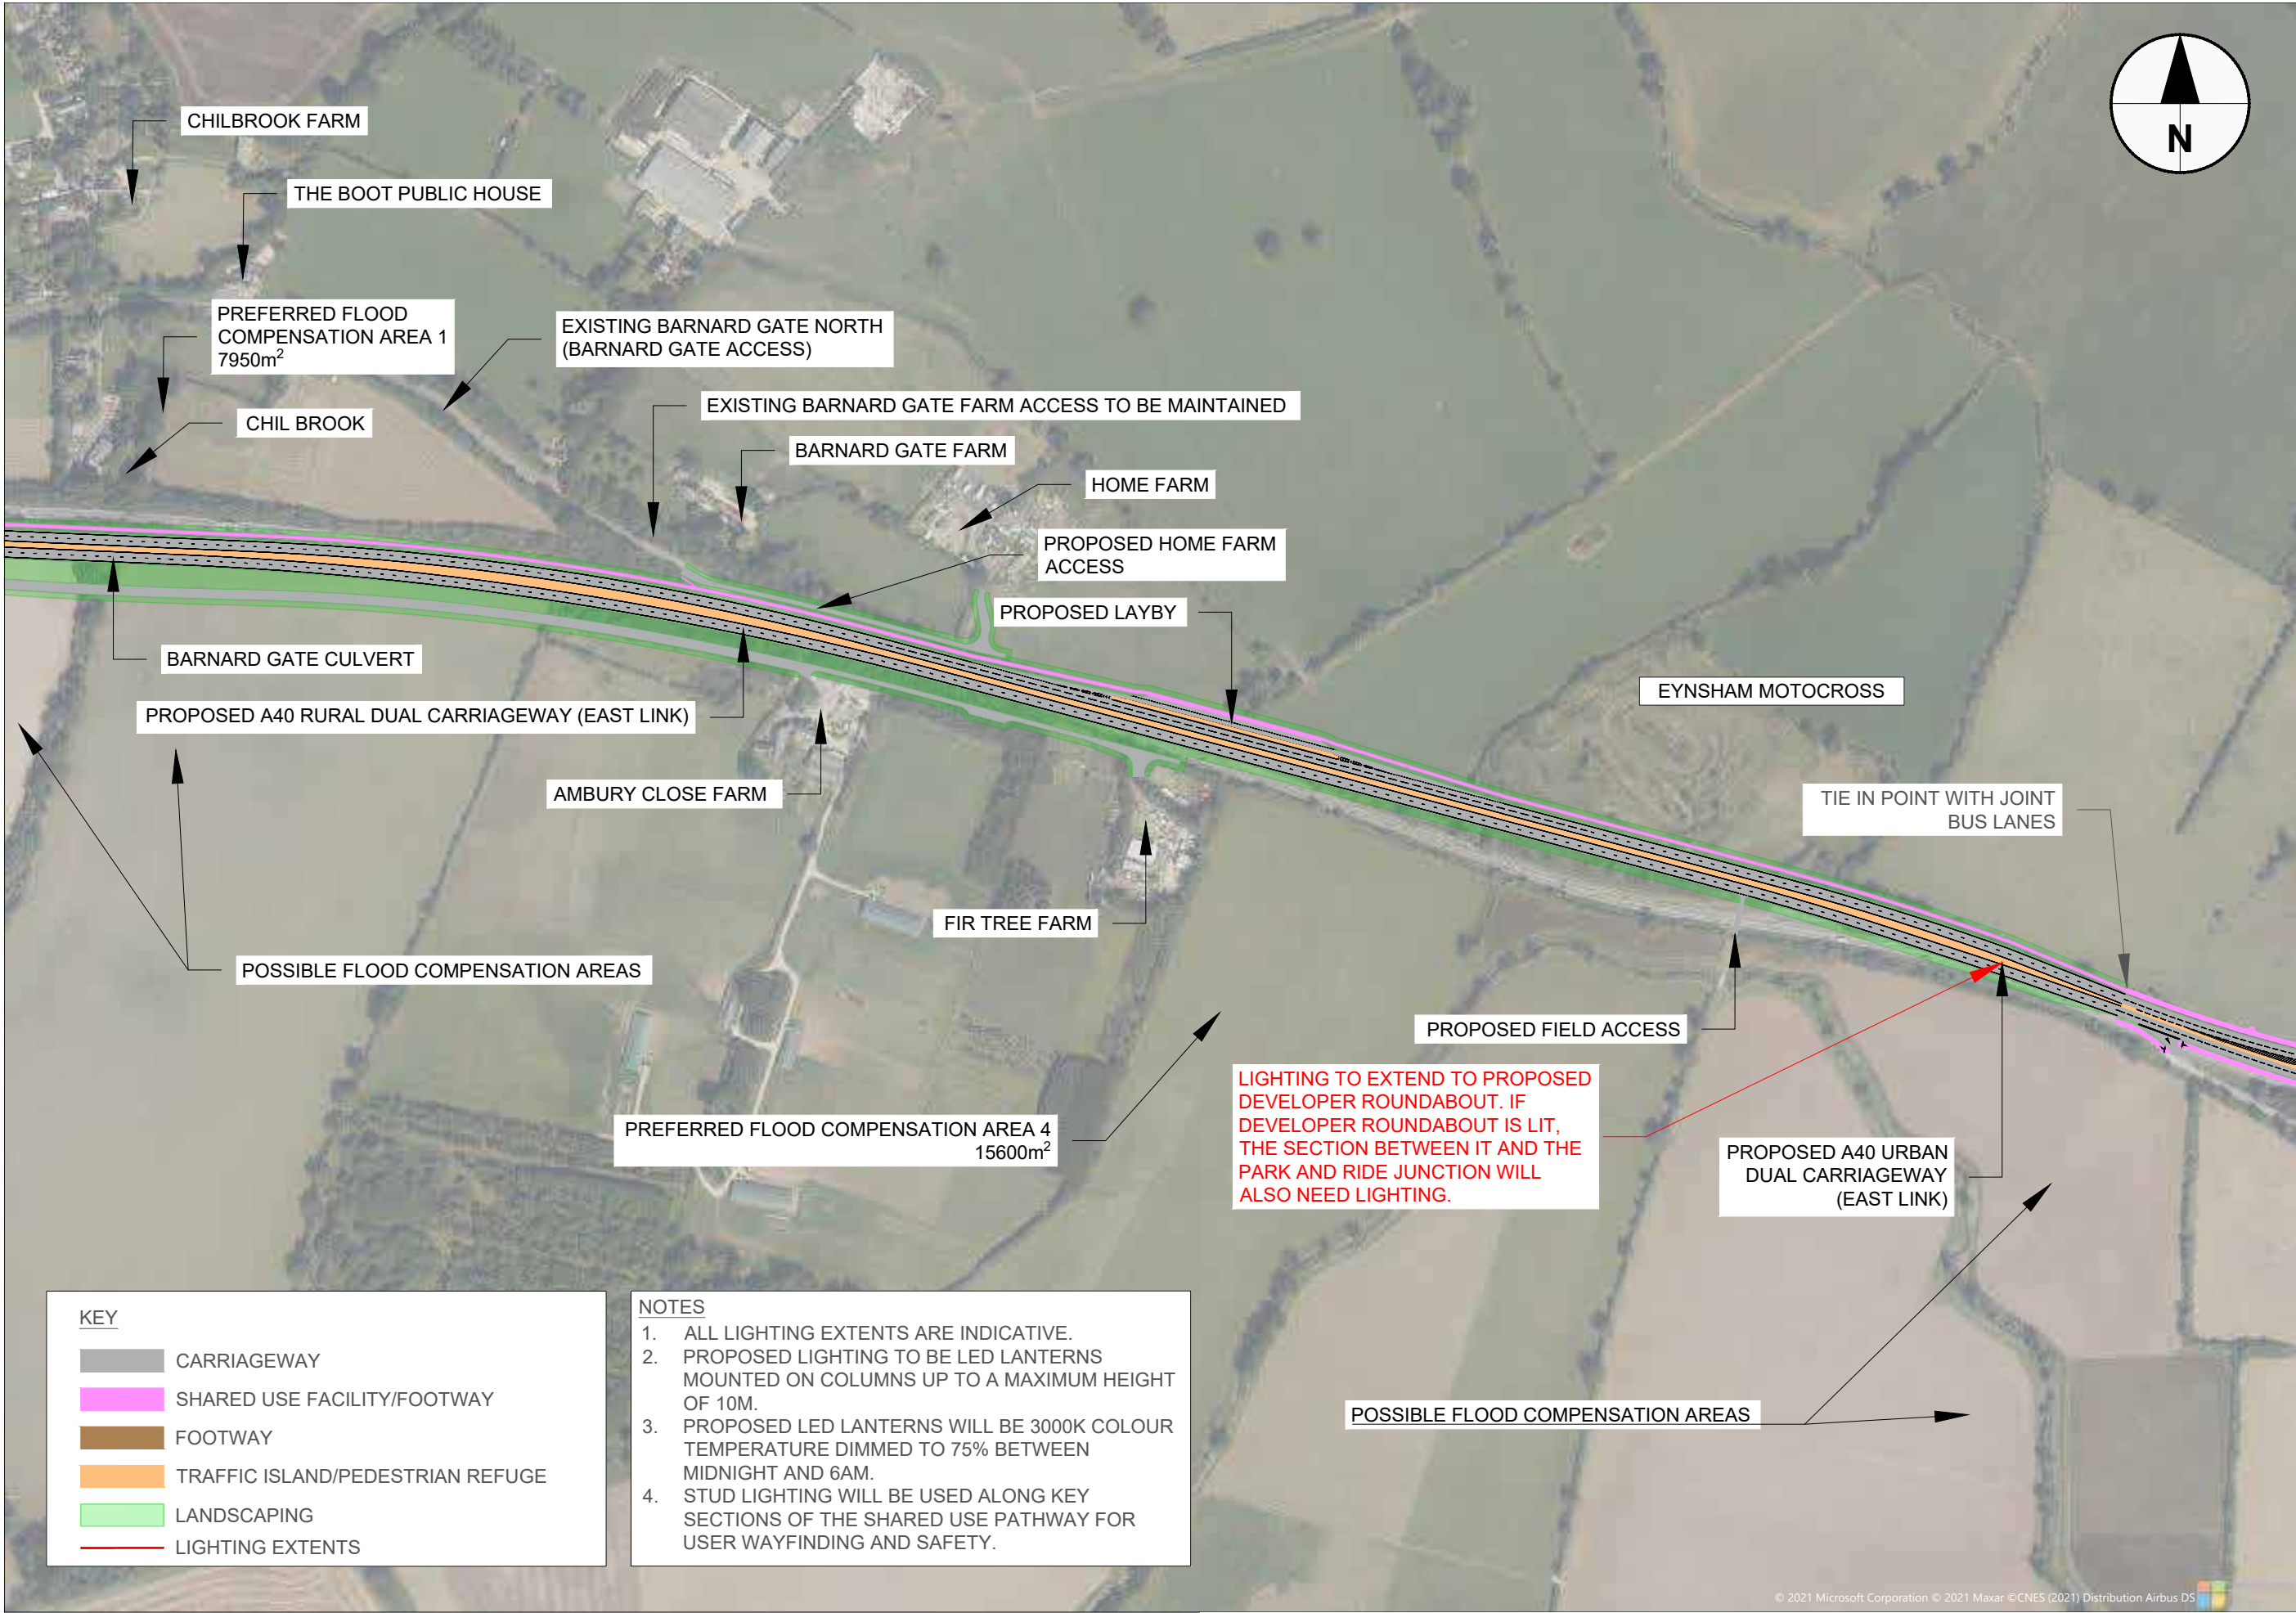 N
CHILBROOK FARM
THE BOOT PUBLIC HOUSE
PREFERRED FLOOD
COMPENSATION AREA 1
7950m²
EXISTING BARNARD GATE NORTH
(BARNARD GATE ACCESS)
EXISTING BARNARD GATE FARM ACCESS TO BE MAINTAINED
CHIL BROOK
BARNARD GATE FARM
HOME FARM
PROPOSED HOME FARM
ACCESS
PROPOSED LAYBY
BARNARD GATE CULVERT
EYNSHAM MOTOCROSS
PROPOSED A40 RURAL DUAL CARRIAGEWAY (EAST LINK)
AMBURY CLOSE FARM
TIE IN POINT WITH JOINT
BUS LANES
FIR TREE FARM
POSSIBLE FLOOD COMPENSATION AREAS
PROPOSED FIELD ACCESS
LIGHTING TO EXTEND TO PROPOSED
DEVELOPER ROUNDABOUT. IF
DEVELOPER ROUNDABOUT IS LIT,
THE SECTION BETWEEN IT AND THE
PARK AND RIDE JUNCTION WILL
ALSO NEED LIGHTING.
PREFERRED FLOOD COMPENSATION AREA 4
15600m²
PROPOSED A40 URBAN
DUAL CARRIAGEWAY
(EAST LINK)
POSSIBLE FLOOD COMPENSATION AREAS
KEY
CARRIAGEWAY
SHARED USE FACILITY/FOOTWAY
FOOTWAY
TRAFFIC ISLAND/PEDESTRIAN REFUGE
LANDSCAPING
LIGHTING EXTENTS
NOTES
1. ALL LIGHTING EXTENTS ARE INDICATIVE.
2. PROPOSED LIGHTING TO BE LED LANTERNS
MOUNTED ON COLUMNS UP TO A MAXIMUM HEIGHT
OF 10M.
3. PROPOSED LED LANTERNS WILL BE 3000K COLOUR
TEMPERATURE DIMMED TO 75% BETWEEN
MIDNIGHT AND 6AM.
4. STUD LIGHTING WILL BE USED ALONG KEY
SECTIONS OF THE SHARED USE PATHWAY FOR
USER WAYFINDING AND SAFETY.
© 2021 Microsoft Corporation © 2021 Maxar ©CNES (2021) Distribution Airbus DS